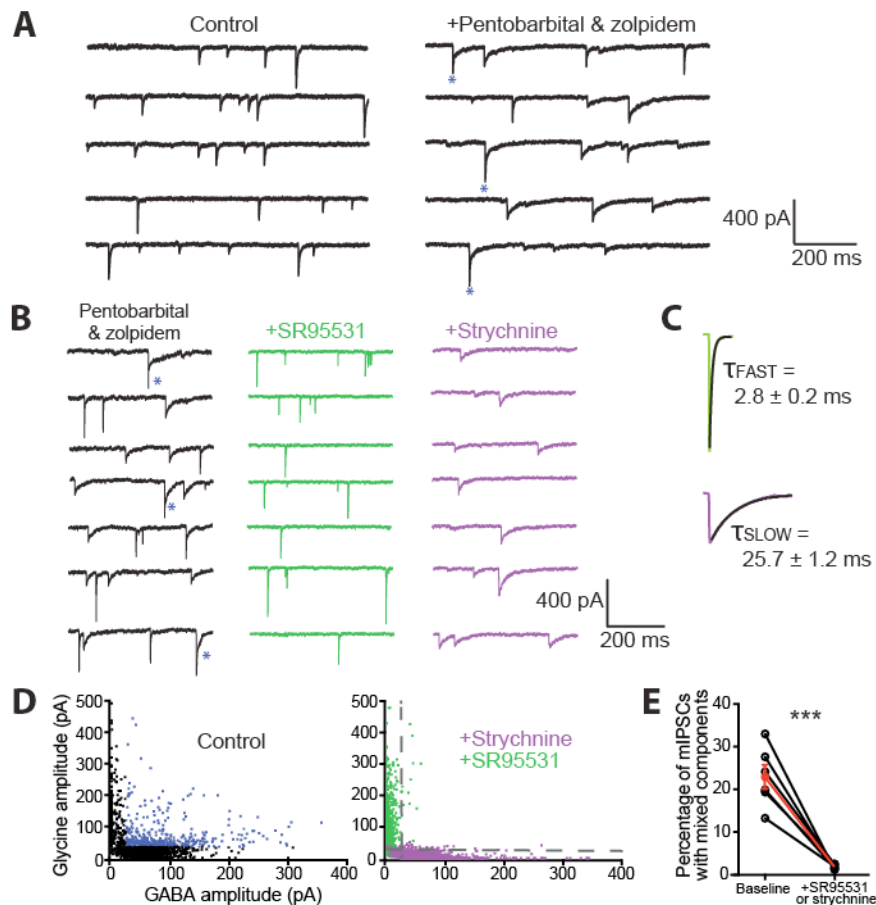 A
Control
+Pentobarbital & zolpidem
*
*
*
400 pA
200 ms
B
Pentobarbital
& zolpidem
+SR95531
+Strychnine
*
*
*
400 pA
200 ms
C
τFAST =
2.8 ± 0.2 ms
τSLOW =
25.7 ± 1.2 ms
D
Glycine amplitude (pA)
500
400
300
200
100
0
Control
0 100 200 300 400
GABA amplitude (pA)
500
400
300
200
100
0
+Strychnine
+SR95531
0 100 200 300 400
E
Percentage of mIPSCs
with mixed components
40
30
20
10
0
***
Baseline
+SR95531
or strychnine